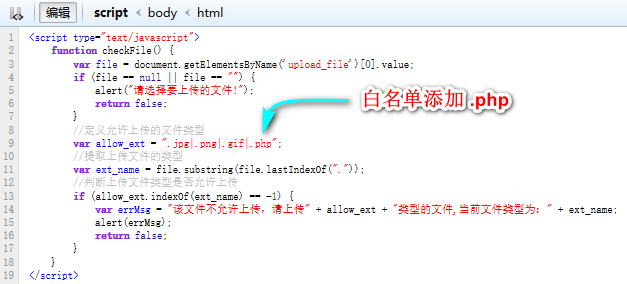 编辑 script body html
1 <script type="text/javascript">
2 function checkFile() {
3 var file = document.getElementsByName('upload_file')[0].value;
4 if (file == null || file == "") {
5 alert("请选择要上传的文件!");
6 return false;
7 }
8 //定义允许上传的文件类型
9 var allow_ext = ".jpg|.png|.gif|.php";
10 //提取上传文件的类型
11 var ext_name = file.substring(file.lastIndexOf("."));
12 //判断上传文件类型是否允许上传
13 if (allow_ext.indexOf(ext_name) == -1) {
14 var errMsg = "该文件不允许上传，请上传" + allow_ext + "类型的文件,当前文件类型为：" + ext_name;
15 alert(errMsg);
16 return false;
17 }
18 }
19 </script>
白名单添加 .php